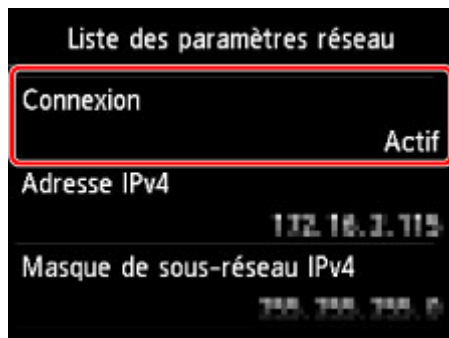 Liste des paramètres réseau
Connexion
Actif
Adresse IPv4
Masque de sous-réseau IPv4